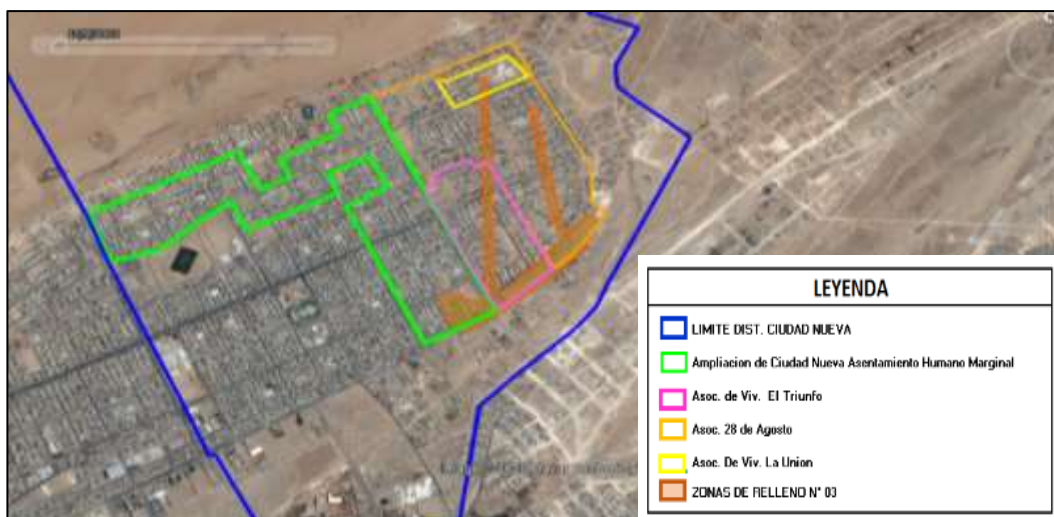 LEYENDA
LIMITE DIST. CIUDAD NUEVA
Ampliacion de Ciudad Nueva Asentamiento Humano Marginal
Asoc. de Viv. El Triunfo
Asoc. 28 de Agosto
Asoc. De Viv. La Union
ZONAS DE RELLENO N° 03